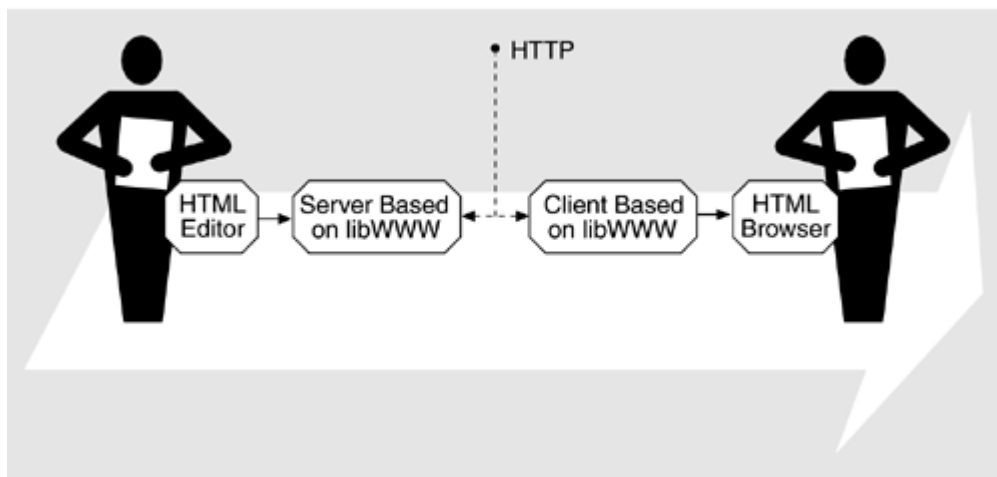 HTTP
HTML
Editor
Server Based
on libWWW
Client Based
on libWWW
HTML
Browser